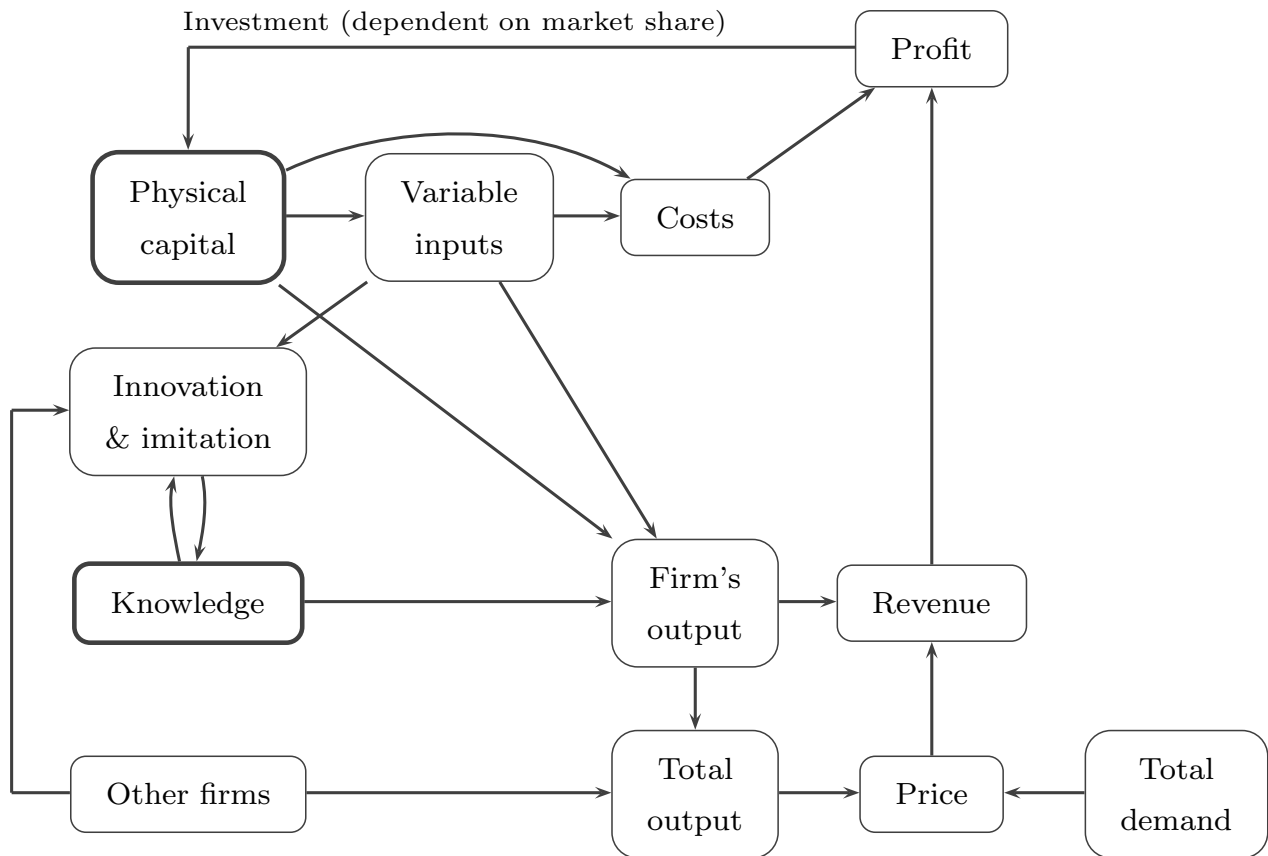 Investment (dependent on market share)
Profit
Physical
capital
Variable
inputs
Costs
Innovation
& imitation
Knowledge
Firm's
output
Revenue
Other firms
Total
output
Price
Total
demand